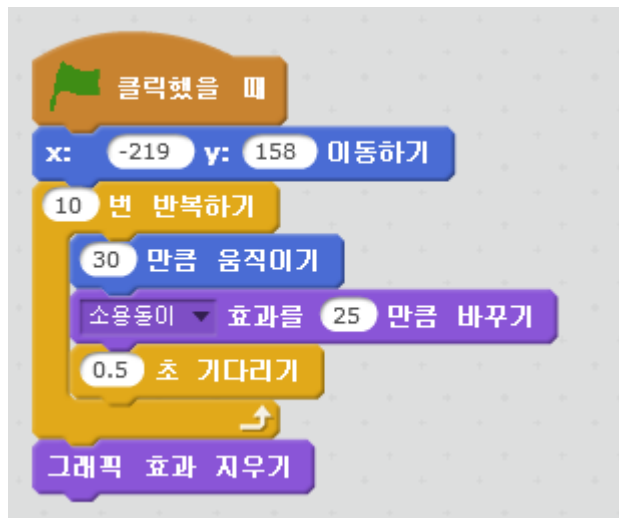 클릭했을 때
x: -219 y: 158 이동하기
10 번 반복하기
30 만큼 움직이기
소용돌이 효과를 25 만큼 바꾸기
0.5 초 기다리기
그래픽 효과 지우기